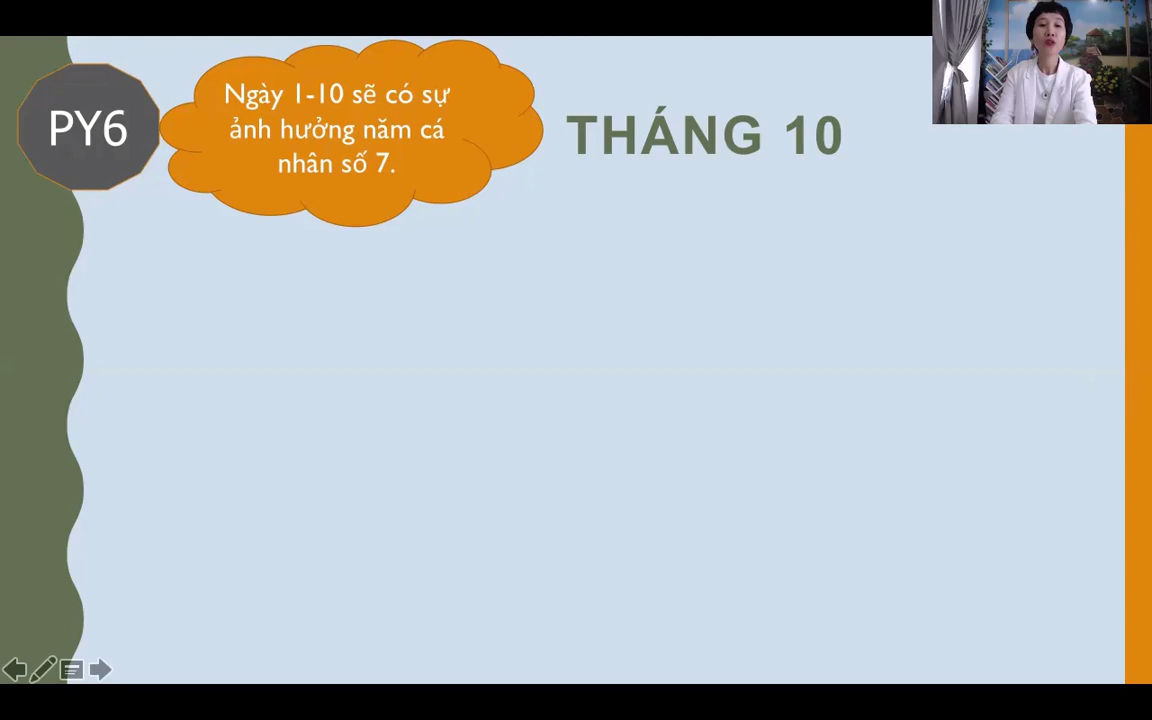 PY6
Ngày 1-10 sẽ có sự
ảnh hưởng năm cá
nhân số 7.
THÁNG 10